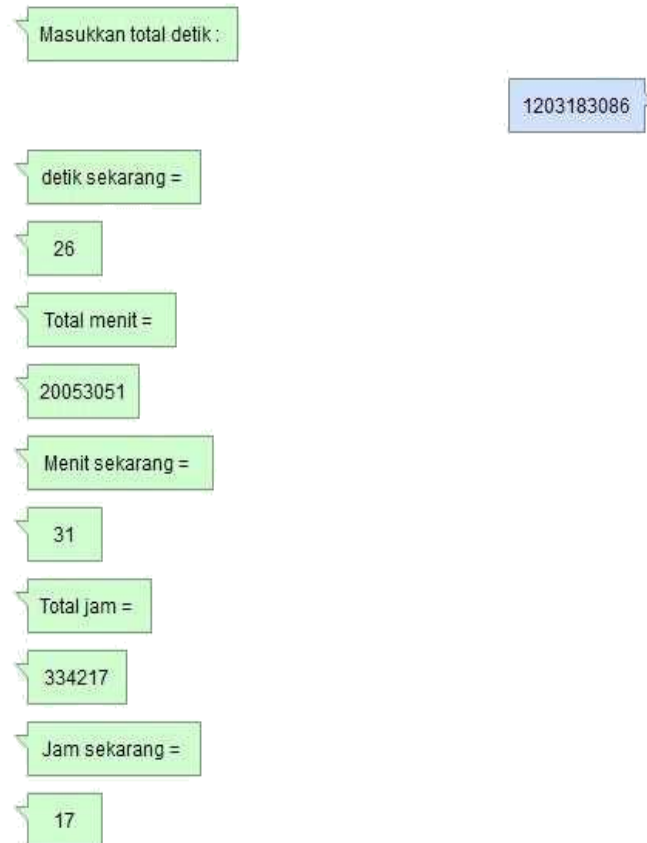 Masukkan total detik :
1203183086
detik sekarang =
26
Total menit =
20053051
Menit sekarang =
31
Total jam =
334217
Jam sekarang =
17